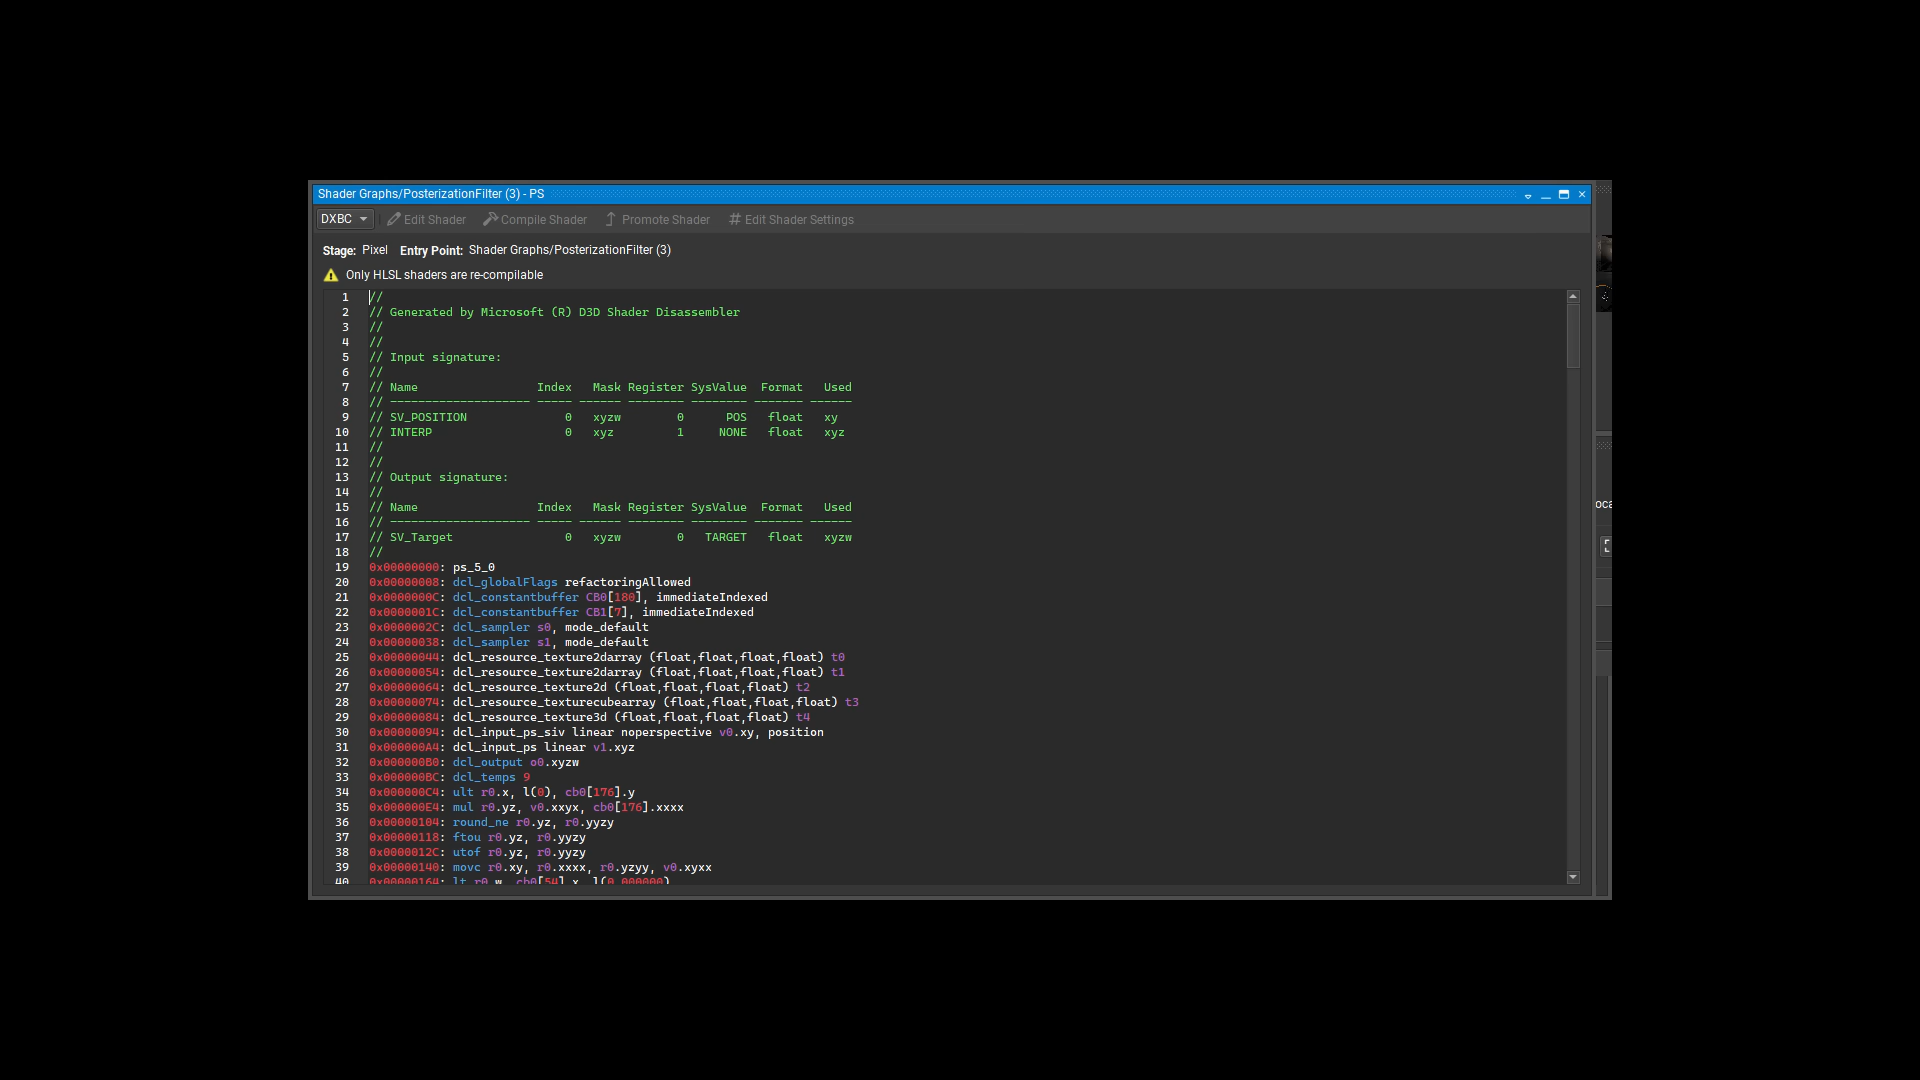 Shader Graphs/PosterizationFilter (3) - PS
DXBC Edit Shader Compile Shader Promote Shader # Edit Shader Settings
Stage: Pixel Entry Point: Shader Graphs/PosterizationFilter (3)
Only HLSL shaders are re-compilable
1 //
2 // Generated by Microsoft (R) D3D Shader Disassembler
3 //
4 //
5 // Input signature:
6 //
7 // Name                 Index   Mask Register SysValue  Format   Used
8 // -------------------- ----- ------ -------- -------- ------- ------
9 // SV_POSITION              0   xyzw        0      POS   float   xy
10 // INTERP                   0   xyz         1     NONE   float   xyz
11 //
12 //
13 // Output signature:
14 //
15 // Name                 Index   Mask Register SysValue  Format   Used
16 // -------------------- ----- ------ -------- -------- ------- ------
17 // SV_Target                0   xyzw        0   TARGET   float   xyzw
18 //
19 0x00000000: ps_5_0
20 0x00000008: dcl_globalFlags refactoringAllowed
21 0x0000000C: dcl_constantbuffer CB0[180], immediateIndexed
22 0x0000001C: dcl_constantbuffer CB1[7], immediateIndexed
23 0x0000002C: dcl_sampler s0, mode_default
24 0x00000038: dcl_sampler s1, mode_default
25 0x00000044: dcl_resource_texture2darray (float,float,float,float) t0
26 0x00000054: dcl_resource_texture2darray (float,float,float,float) t1
27 0x00000064: dcl_resource_texture2d (float,float,float,float) t2
28 0x00000074: dcl_resource_texturecubearray (float,float,float,float) t3
29 0x00000084: dcl_resource_texture3d (float,float,float,float) t4
30 0x00000094: dcl_input_ps_siv linear noperspective v0.xy, position
31 0x000000A4: dcl_input_ps linear v1.xyz
32 0x000000B0: dcl_output o0.xyzw
33 0x000000BC: dcl_temps 9
34 0x000000C4: ult r0.x, l(0), cb0[176].y
35 0x000000E4: mul r0.yz, v0.xxyx, cb0[176].xxxx
36 0x00000104: round_ne r0.yz, r0.yyzy
37 0x00000118: ftou r0.yz, r0.yyzy
38 0x0000012C: utof r0.yz, r0.yyzy
39 0x00000140: movc r0.xy, r0.xxxx, r0.yzyy, v0.xyxx
40 0x00000164: lt r0.w, cb0[54].x, l(0.000000)
oca